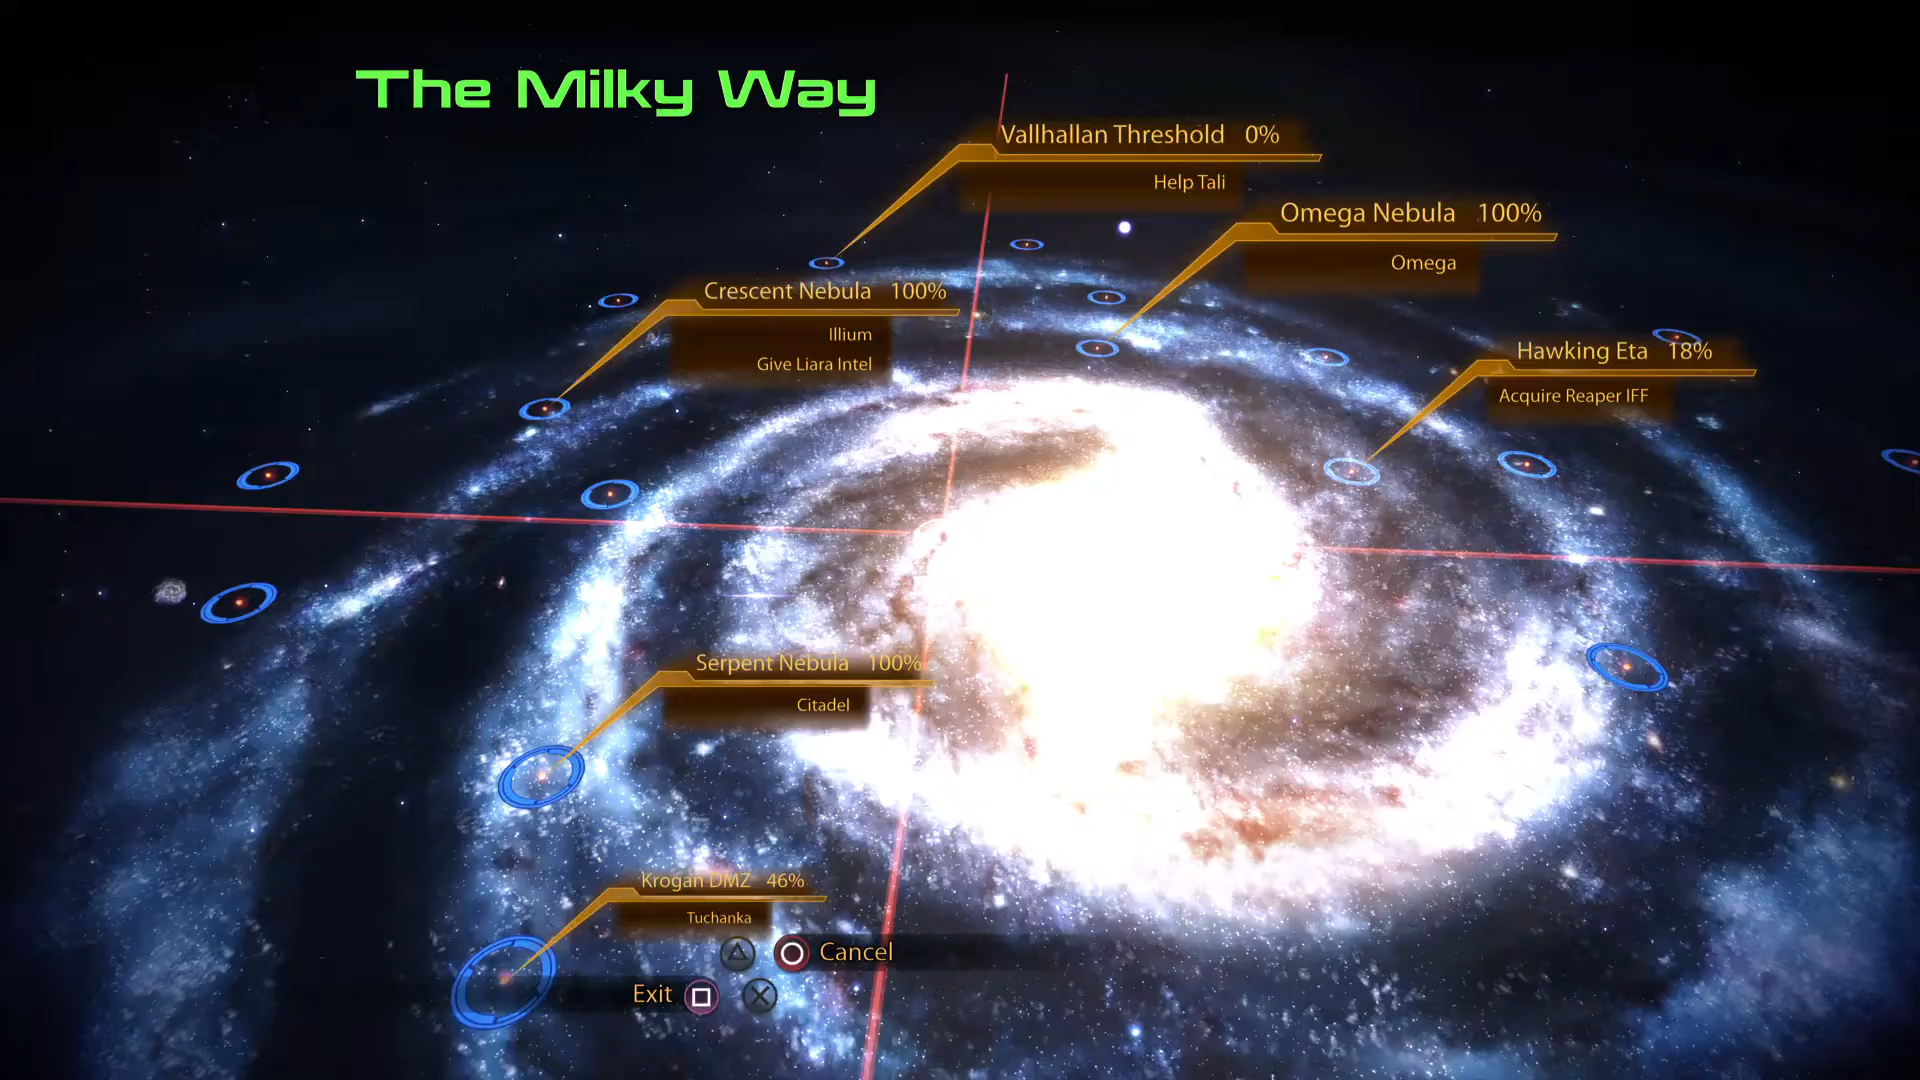 The Milky Way
Vallhallan Threshold 0%
Help Tali
Omega Nebula 100%
Omega
Crescent Nebula 100%
Illium
Give Liara Intel
Hawking Eta 18%
Acquire Reaper IFF
Serpent Nebula 100%
Citadel
Krogan DMZ 46%
Tuchanka
Cancel
Exit